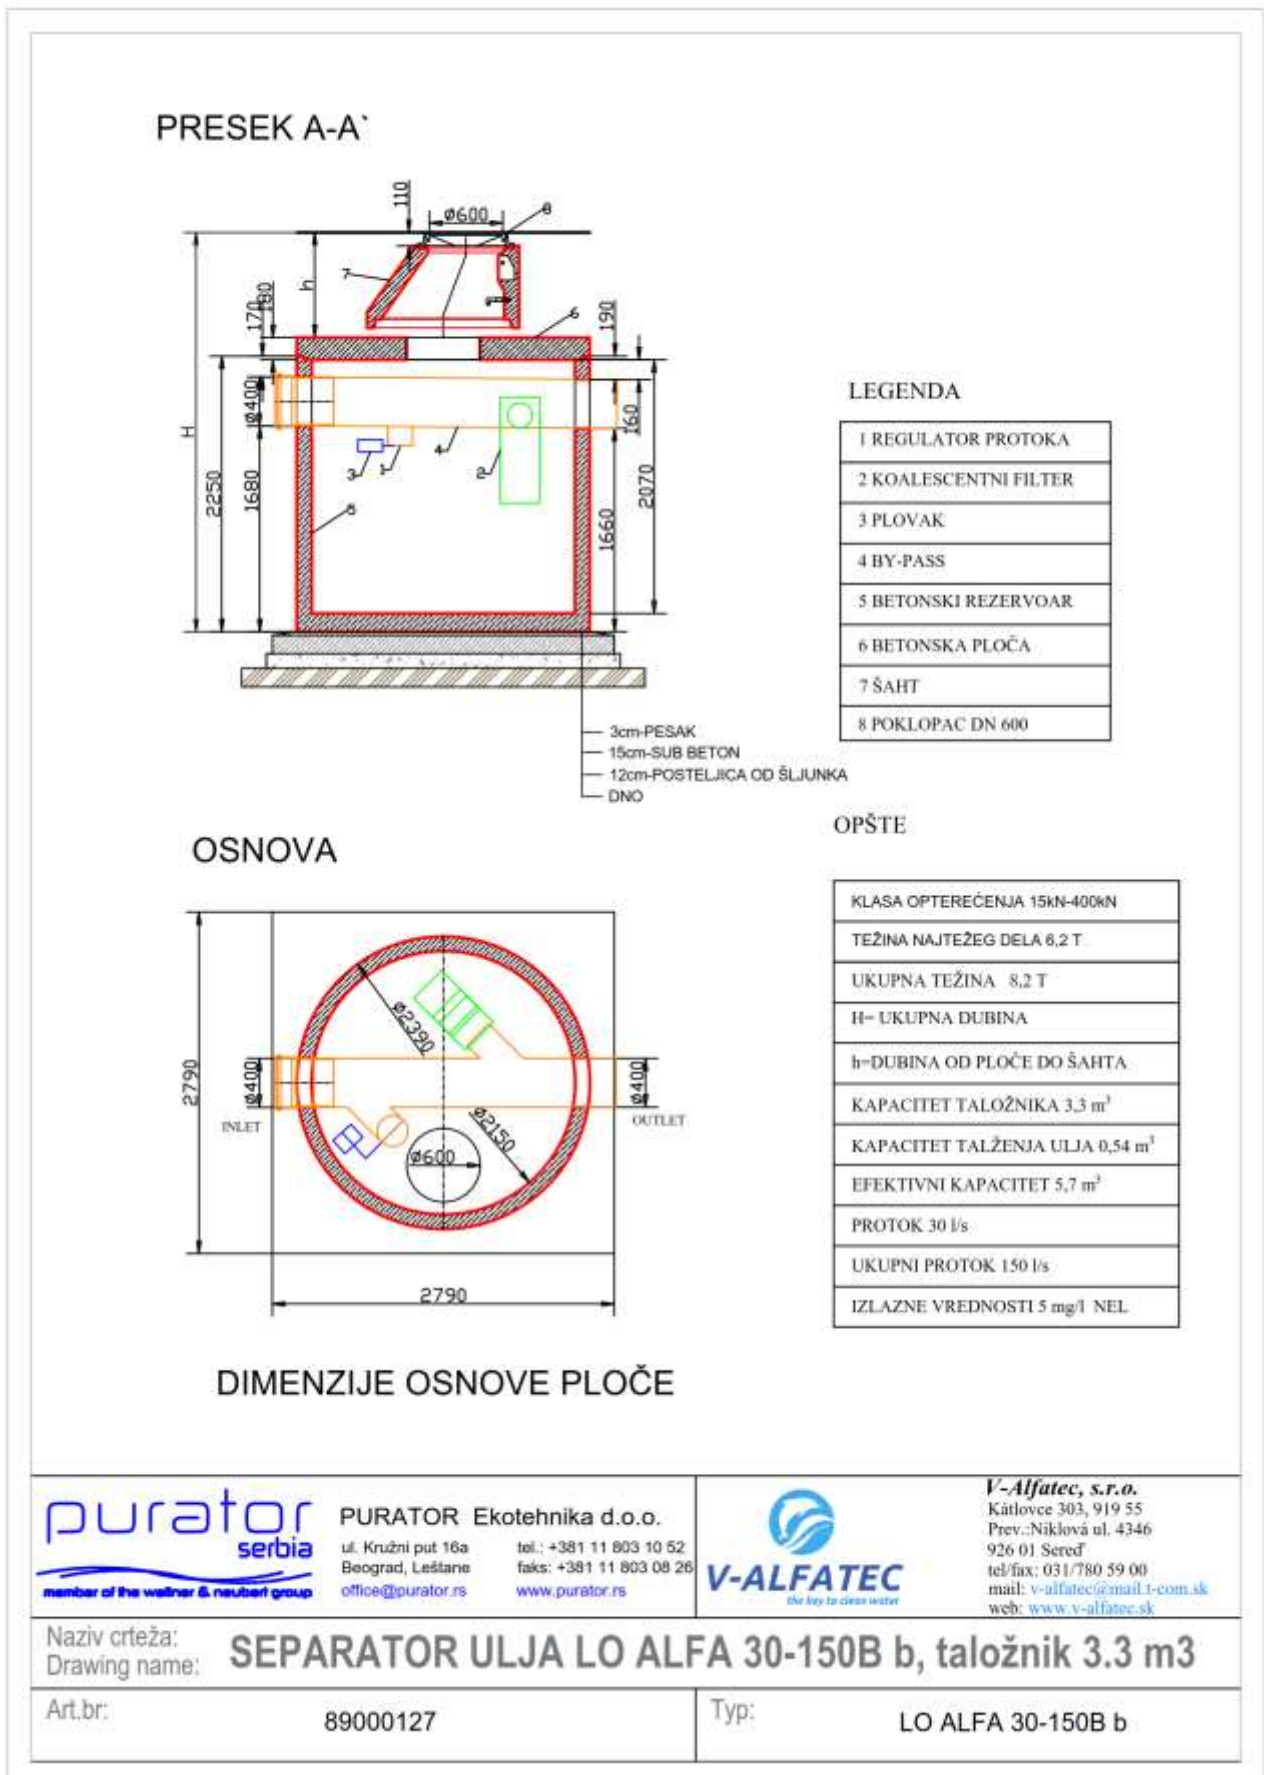 PRESEK A-A`
110
Ø600
8
h
7
180
170
6
190
H
Ø400
160
3
1
4
2
2250
1680
5
1660
2070
3cm-PESAK
15cm-SUB BETON
12cm-POSTELJICA OD ŠLJUNKA
DNO
LEGENDA
1 REGULATOR PROTOKA
2 KOALESCENTNI FILTER
3 PLOVAK
4 BY-PASS
5 BETONSKI REZERVOAR
6 BETONSKA PLOČA
7 ŠAHT
8 POKLOPAC DN 600
OSNOVA
Ø2390
2790
Ø400
INLET
Ø600
Ø2150
Ø400
OUTLET
2790
DIMENZIJE OSNOVE PLOČE
OPŠTE
KLASA OPTEREĆENJA 15kN-400kN
TEŽINA NAJTEŽEG DELA 6,2 T
UKUPNA TEŽINA 8,2 T
H= UKUPNA DUBINA
h=DUBINA OD PLOČE DO ŠAHTA
KAPACITET TALOŽNIKA 3,3 m³
KAPACITET TALŽENJA ULJA 0,54 m³
EFEKTIVNI KAPACITET 5,7 m³
PROTOK 30 l/s
UKUPNI PROTOK 150 l/s
IZLAZNE VREDNOSTI 5 mg/l NEL
purator
serbia
member of the wallner & neubert group
PURATOR Ekotehnika d.o.o.
ul. Kružni put 16a tel.: +381 11 803 10 52
Beograd, Leštane faks: +381 11 803 08 26
office@purator.rs www.purator.rs
V-ALFATEC
the key to clean water
V-Alfatec, s.r.o.
Kátlovce 303, 919 55
Prev.:Niklová ul. 4346
926 01 Sereď
tel/fax: 031/780 59 00
mail: v-alfatec@mail.t-com.sk
web: www.v-alfatec.sk
Naziv crteža:
Drawing name:
SEPARATOR ULJA LO ALFA 30-150B b, taložnik 3.3 m3
Art.br:
89000127
Typ:
LO ALFA 30-150B b